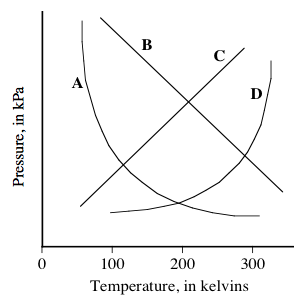 B
C
A
D
Pressure, in kPa
0 100 200 300
Temperature, in kelvins